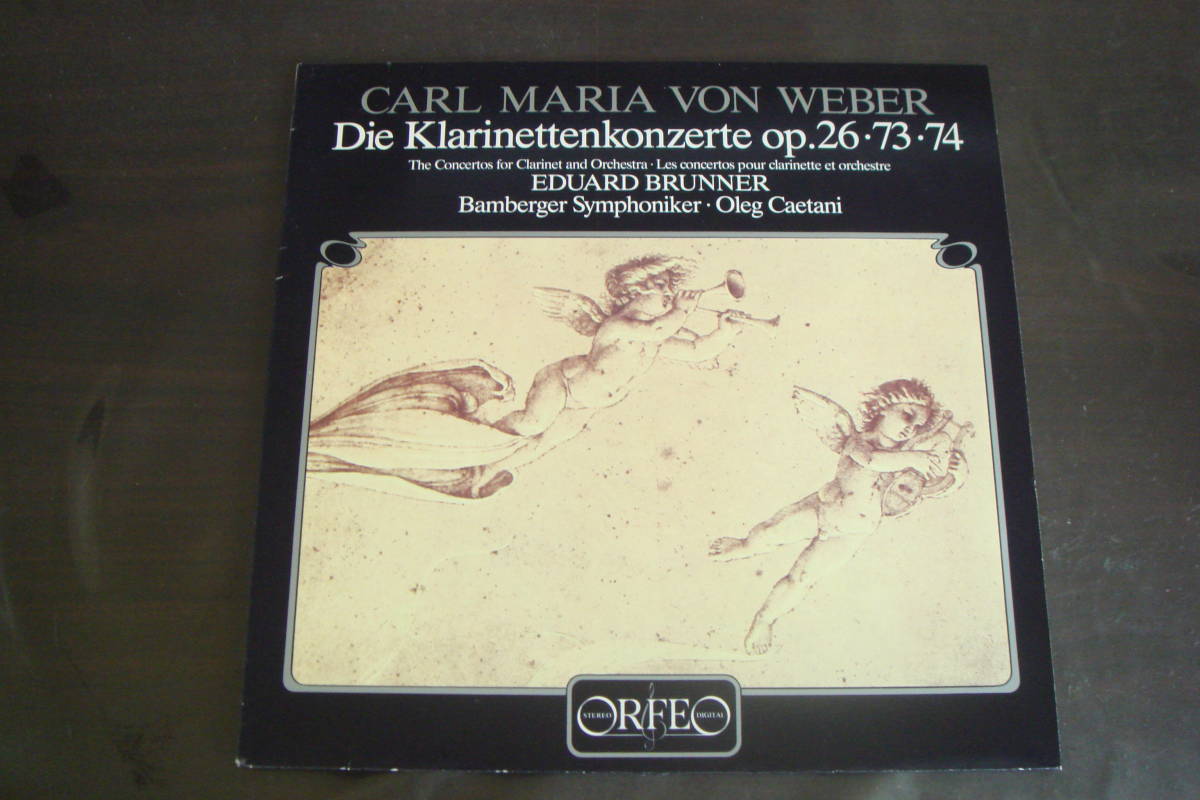 CARL MARIA VON WEBER
Die Klarinettenkonzerte op.26·73·74
The Concertos for Clarinet and Orchestra · Les concertos pour clarinette et orchestre
EDUARD BRUNNER
Bamberger Symphoniker · Oleg Caetani
STEREO ORFEO DIGITAL